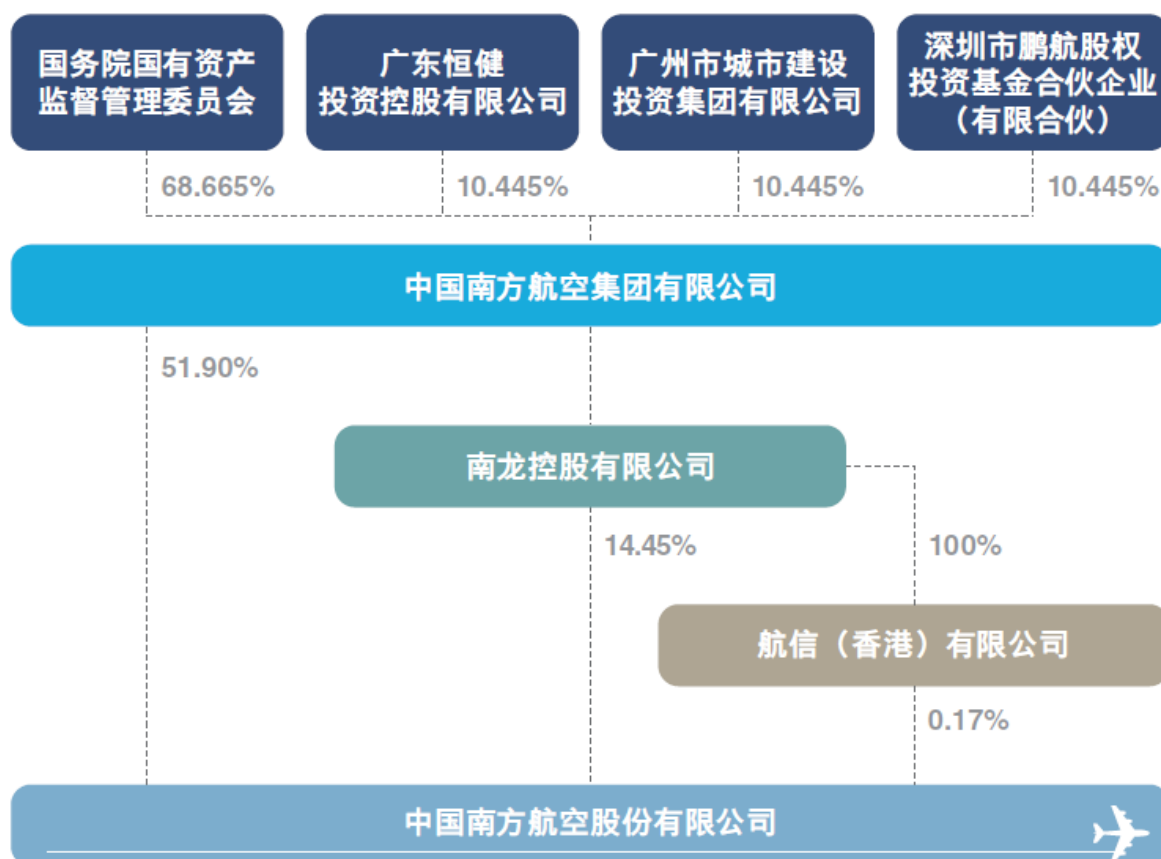 国务院国有资产
监督管理委员会
广东恒健
投资控股有限公司
广州市城市建设
投资集团有限公司
深圳市鹏航股权
投资基金合伙企业
（有限合伙）
68.665%
10.445%
10.445%
10.445%
中国南方航空集团有限公司
51.90%
南龙控股有限公司
14.45%
100%
航信（香港）有限公司
0.17%
中国南方航空股份有限公司